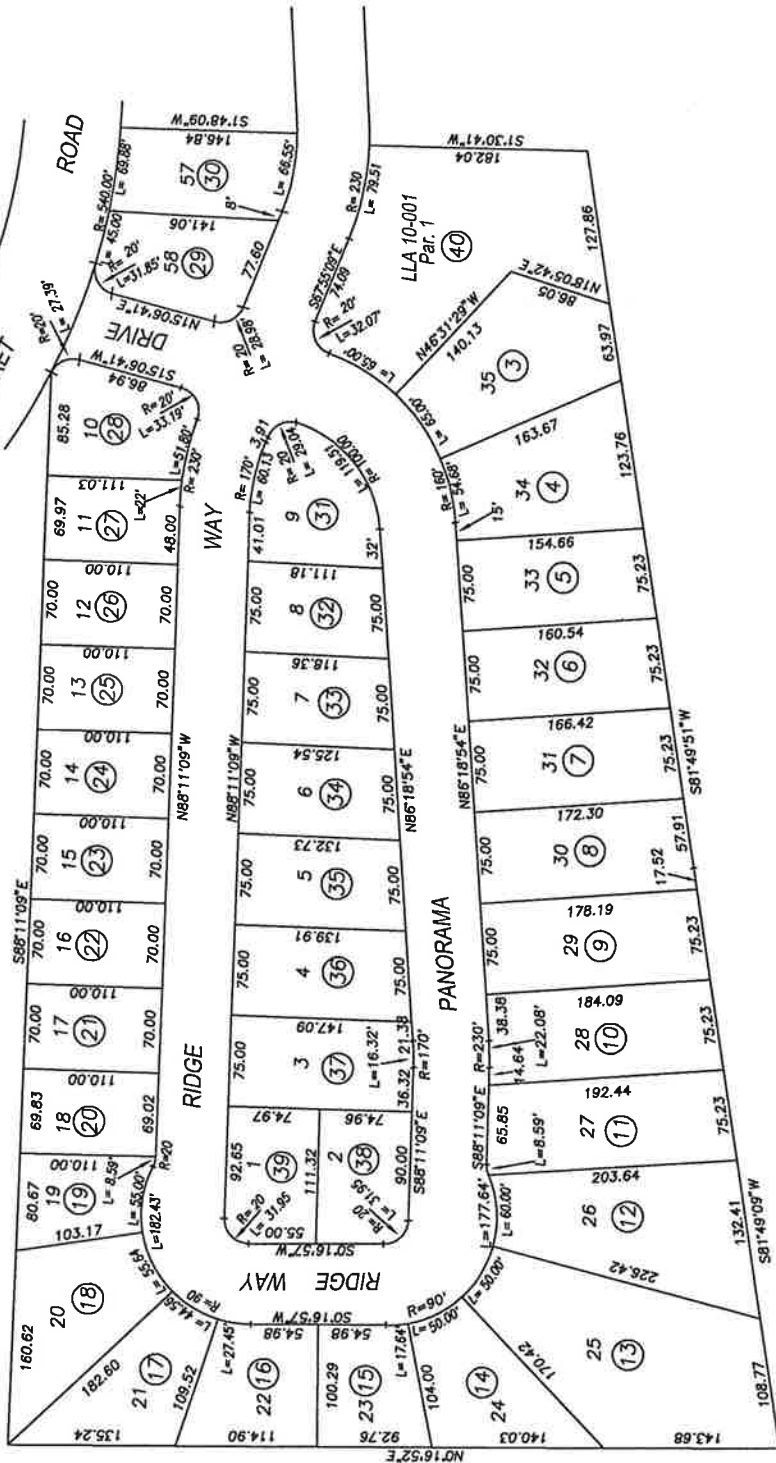 ROAD
R= 540.00'
L= 69.88'
L= 45.00
S1°48'09"W
146.84
57
30
L= 66.55'
8'
141.06
58
29
R= 20'
L=31.85'
77.60
N15°06'41"E
DRIVE
R=20'
L= 27.39'
R= 20
L= 28.98'
S15°06'41"W
86.94
R= 20'
L=33.19'
85.28
10
28
L=51.80'
R= 230'
111.03
L=22'
69.97
11
27
48.00
WAY
110.00
70.00
12
26
70.00
110.00
70.00
13
25
70.00
110.00
70.00
14
24
70.00
N88°11'09"W
110.00
70.00
15
23
70.00
110.00
S88°11'09"E
70.00
16
22
70.00
110.00
70.00
17
21
70.00
110.00
69.83
18
20
69.02
RIDGE
110.00
80.67
19
19
L= 8.59'
R=20
L= 55.00'
L=182.43'
103.17
160.62
20
18
L= 55.64
R= 90
L= 44.56
182.60
21
17
109.52
135.24
L=27.45'
22
16
54.98
114.90
S0°16'57"W
100.29
23
15
54.98
92.76
L=17.64'
R=90'
L= 50.00'
104.00
14
24
140.03
N0°16'52"E
L= 50.00'
170.42
25
13
143.68
108.77
226.42
26
12
L=177.64'
L= 60.00'
132.41
S81°49'09"W
203.64
L=8.59'
S88°11'09"E
65.85
27
11
192.44
75.23
R=230'
14.64
L=22.08'
38.38
28
10
184.09
75.23
75.00
29
9
178.19
75.23
17.52
75.00
30
8
172.30
57.91
S81°49'51"W
75.00
31
7
166.42
75.23
N86°18'54"E
75.00
32
6
160.54
75.23
75.00
33
5
154.66
75.23
15'
R= 160'
L= 54.68'
34
4
163.67
123.76
L= 65.00'
35
3
63.97
N46°31'29"W
140.13
N18°05'42"E
86.05
L= 65.00'
R= 20'
L=32.07'
S67°55'09"E
74.09
R= 230
L= 79.51
LLA 10-001
Par. 1
40
127.86
S1°30'41"W
182.04
R= 170'
L= 60.13
3.91
R= 20
L= 29.04
L= 119.51
R= 100.00
41.01
9
31
32'
111.18
75.00
8
32
75.00
118.36
75.00
7
33
75.00
125.54
N88°11'09"W
75.00
6
34
75.00
N86°18'54"E
132.73
75.00
5
35
75.00
139.91
75.00
4
36
75.00
147.09
75.00
3
37
L=16.32'
21.38
36.32
R=170'
PANORAMA
74.97
92.65
1
39
R= 20
L= 31.95
111.32
74.96
2
38
90.00
S88°11'09"E
R= 20
L= 31.95
55.00
S0°16'57"W
RIDGE WAY